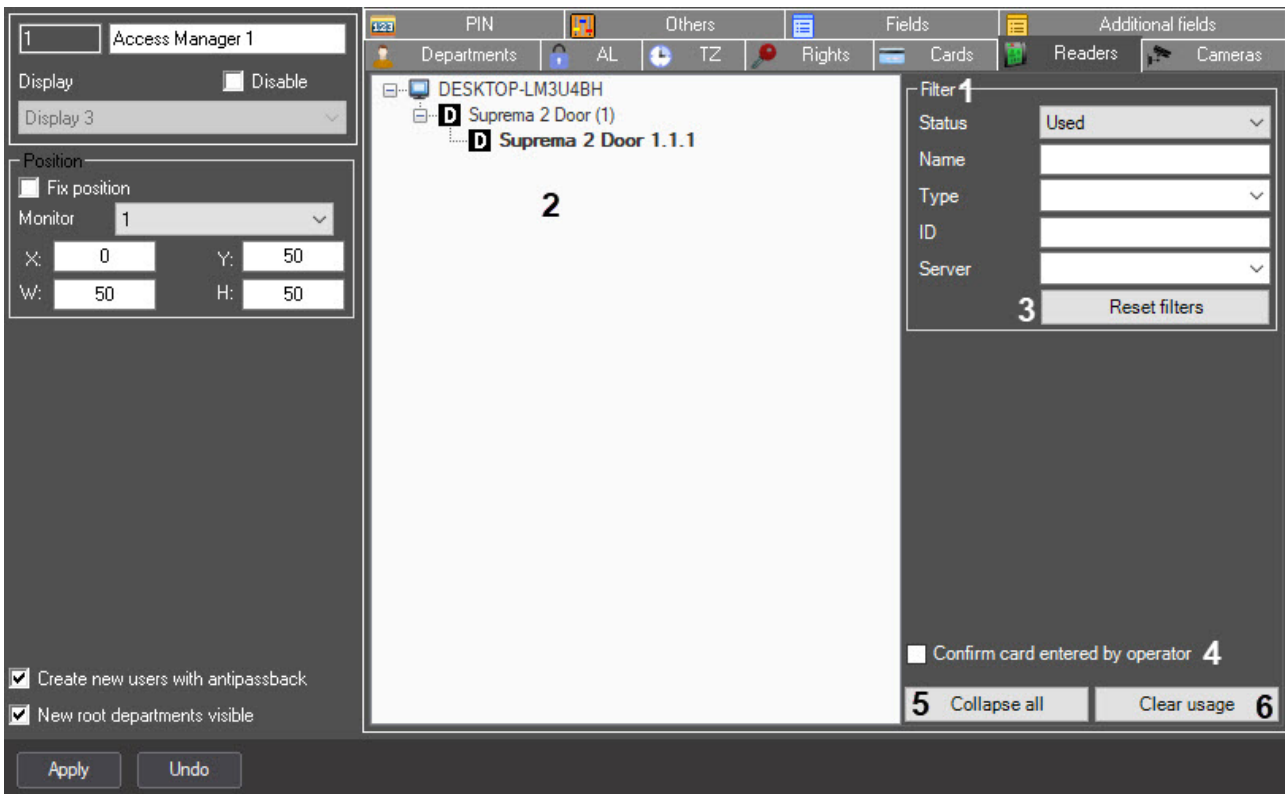 1 Access Manager 1
Display Disable
Display 3
Position
Fix position
Monitor 1
X: 0 Y: 50
W: 50 H: 50
Create new users with antipassback
New root departments visible
Apply Undo
123 PIN Others Fields Additional fields
Departments AL TZ Rights Cards Readers Cameras
DESKTOP-LM3U4BH
D Suprema 2 Door (1)
D Suprema 2 Door 1.1.1
2
Filter 1
Status Used
Name
Type
ID
Server
3 Reset filters
Confirm card entered by operator 4
5 Collapse all Clear usage 6